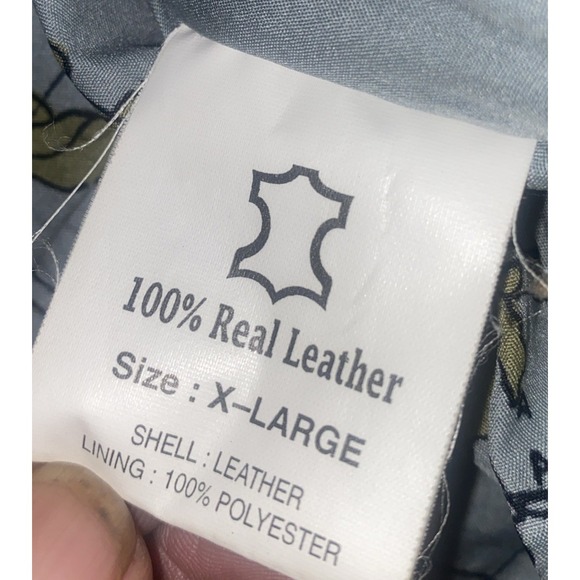 100% Real Leather
Size : X–LARGE
SHELL : LEATHER
LINING : 100% POLYESTER